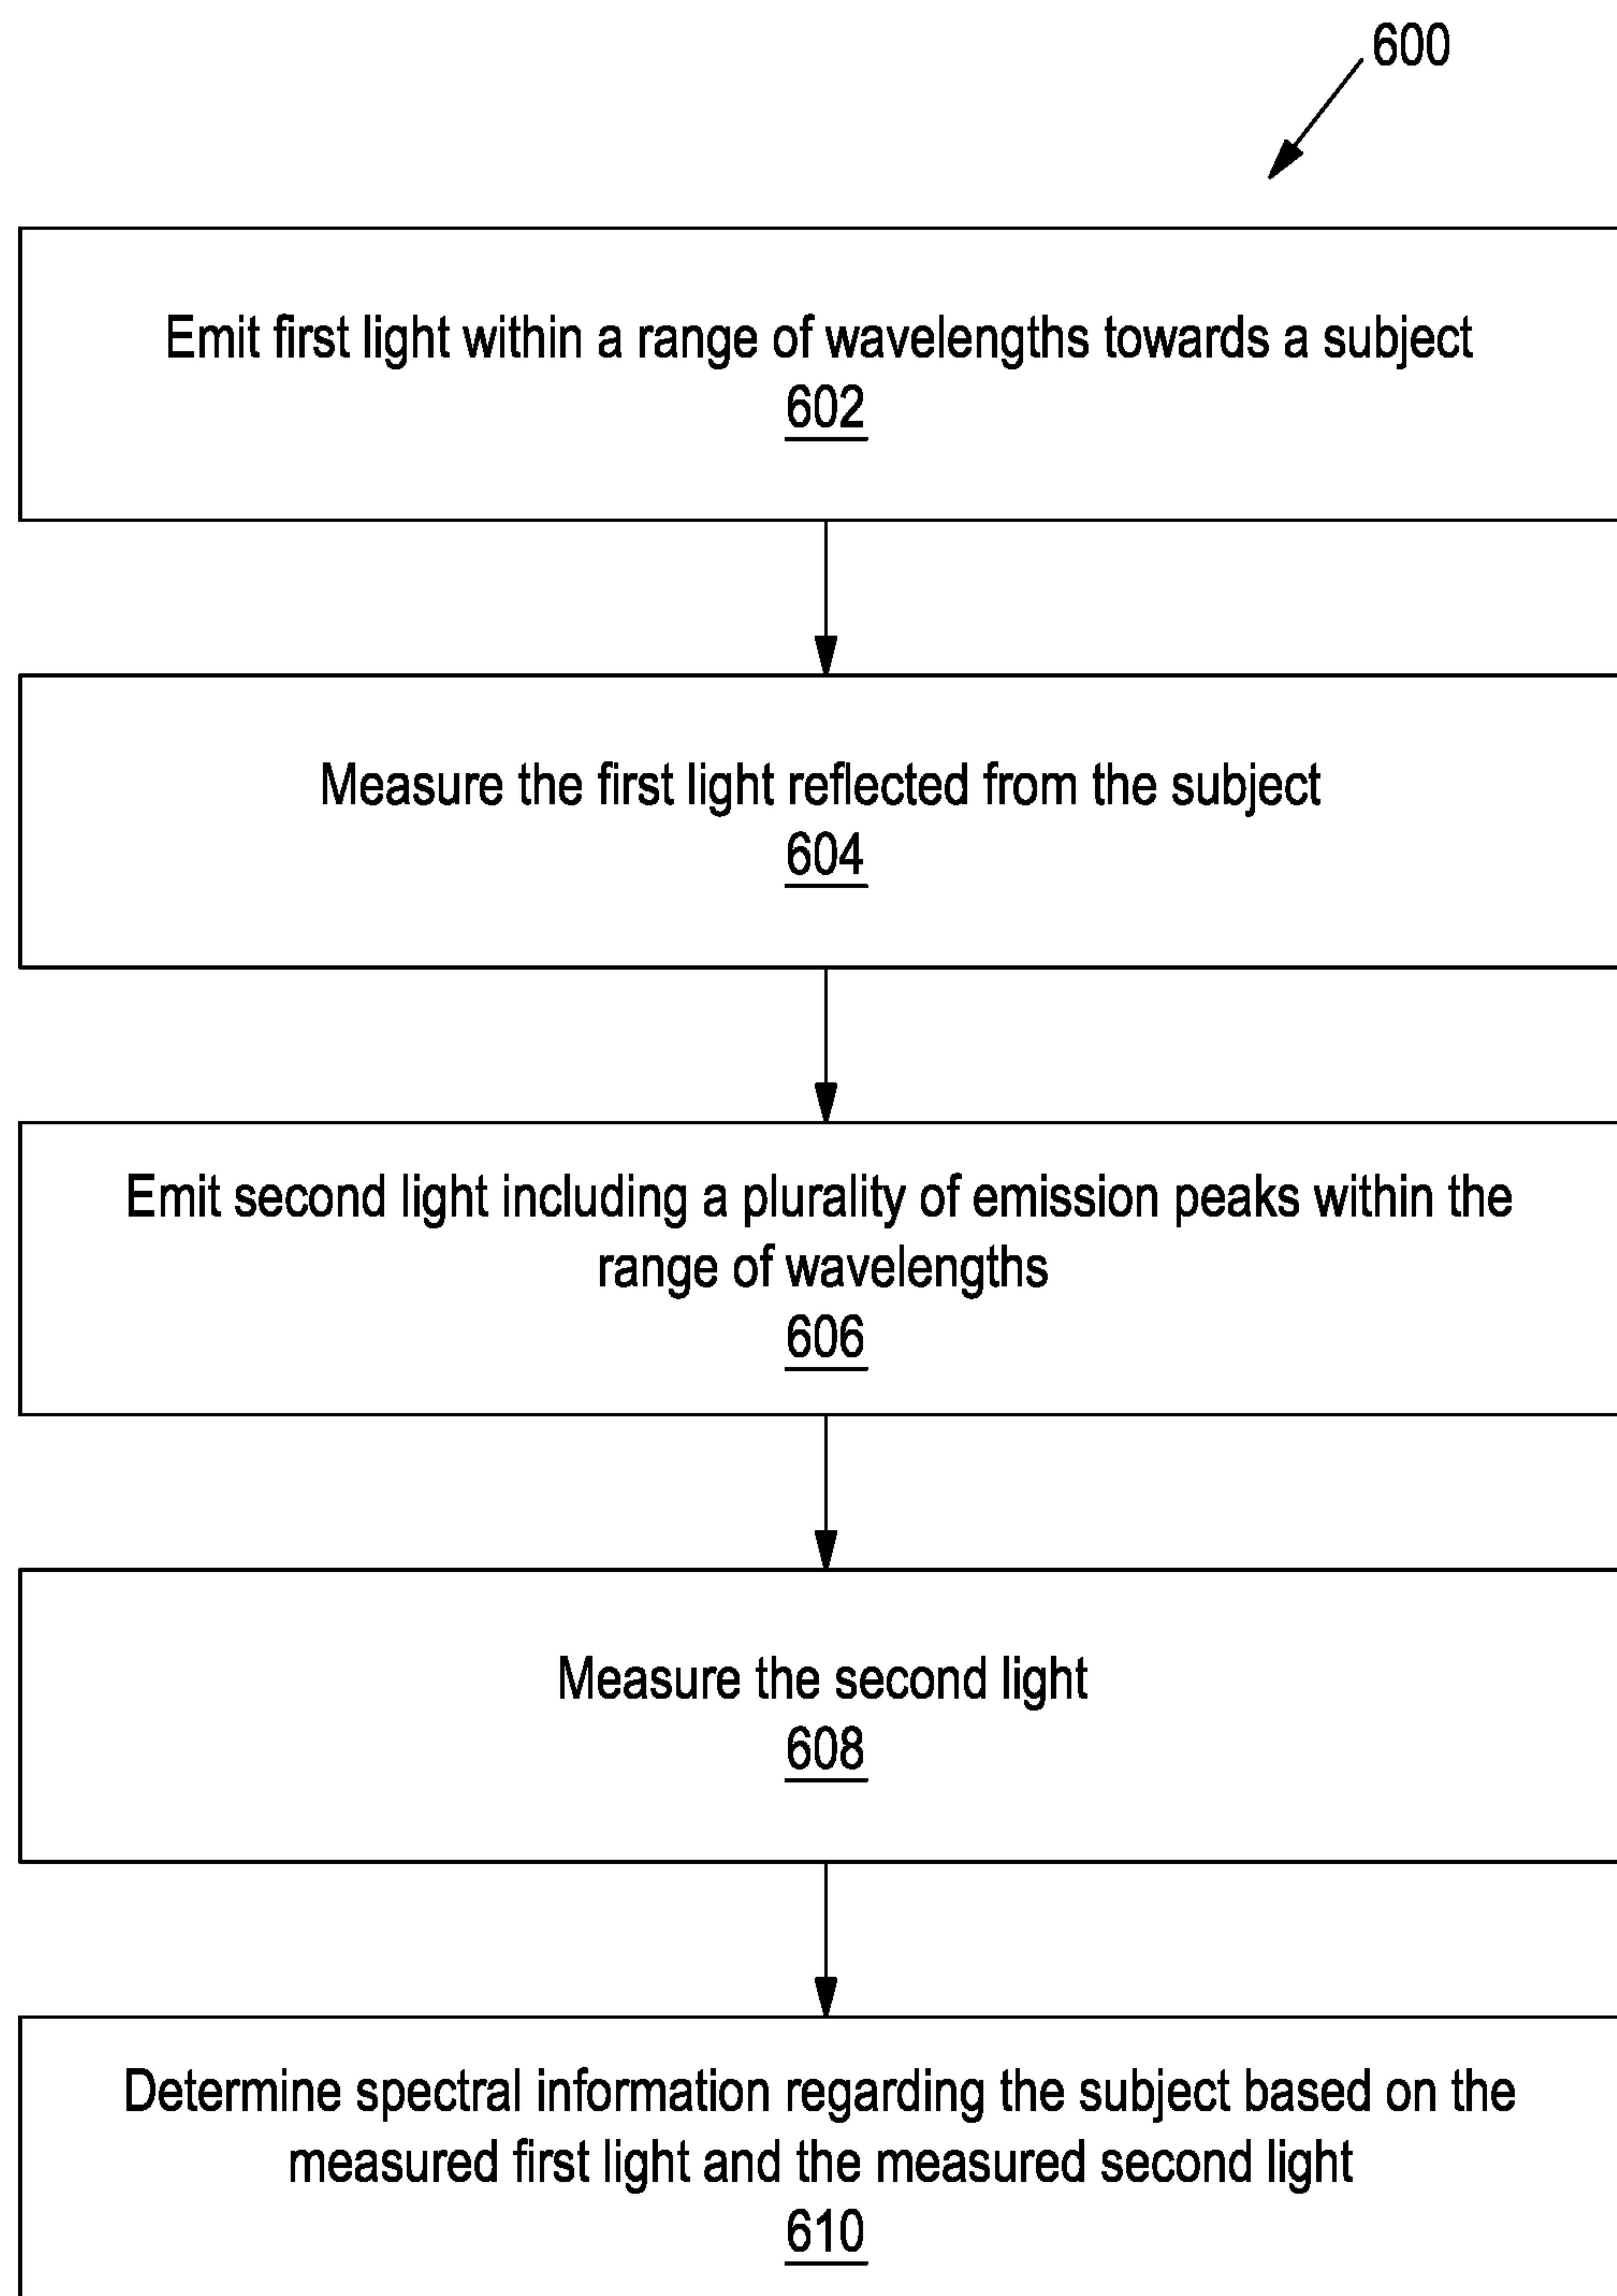 600
Emit first light within a range of wavelengths towards a subject
602
Measure the first light reflected from the subject
604
Emit second light including a plurality of emission peaks within the
range of wavelengths
606
Measure the second light
608
Determine spectral information regarding the subject based on the
measured first light and the measured second light
610